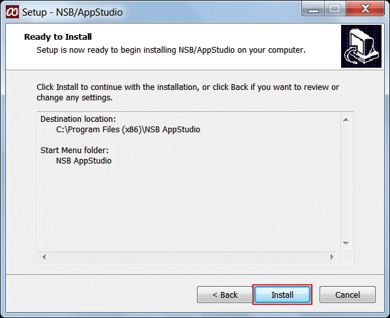 Setup - NSB/AppStudio
Ready to Install
Setup is now ready to begin installing NSB/AppStudio on your computer.
Click Install to continue with the installation, or click Back if you want to review or
change any settings.
Destination location:
C:\Program Files (x86)\NSB AppStudio
Start Menu folder:
NSB AppStudio
< Back
Install
Cancel